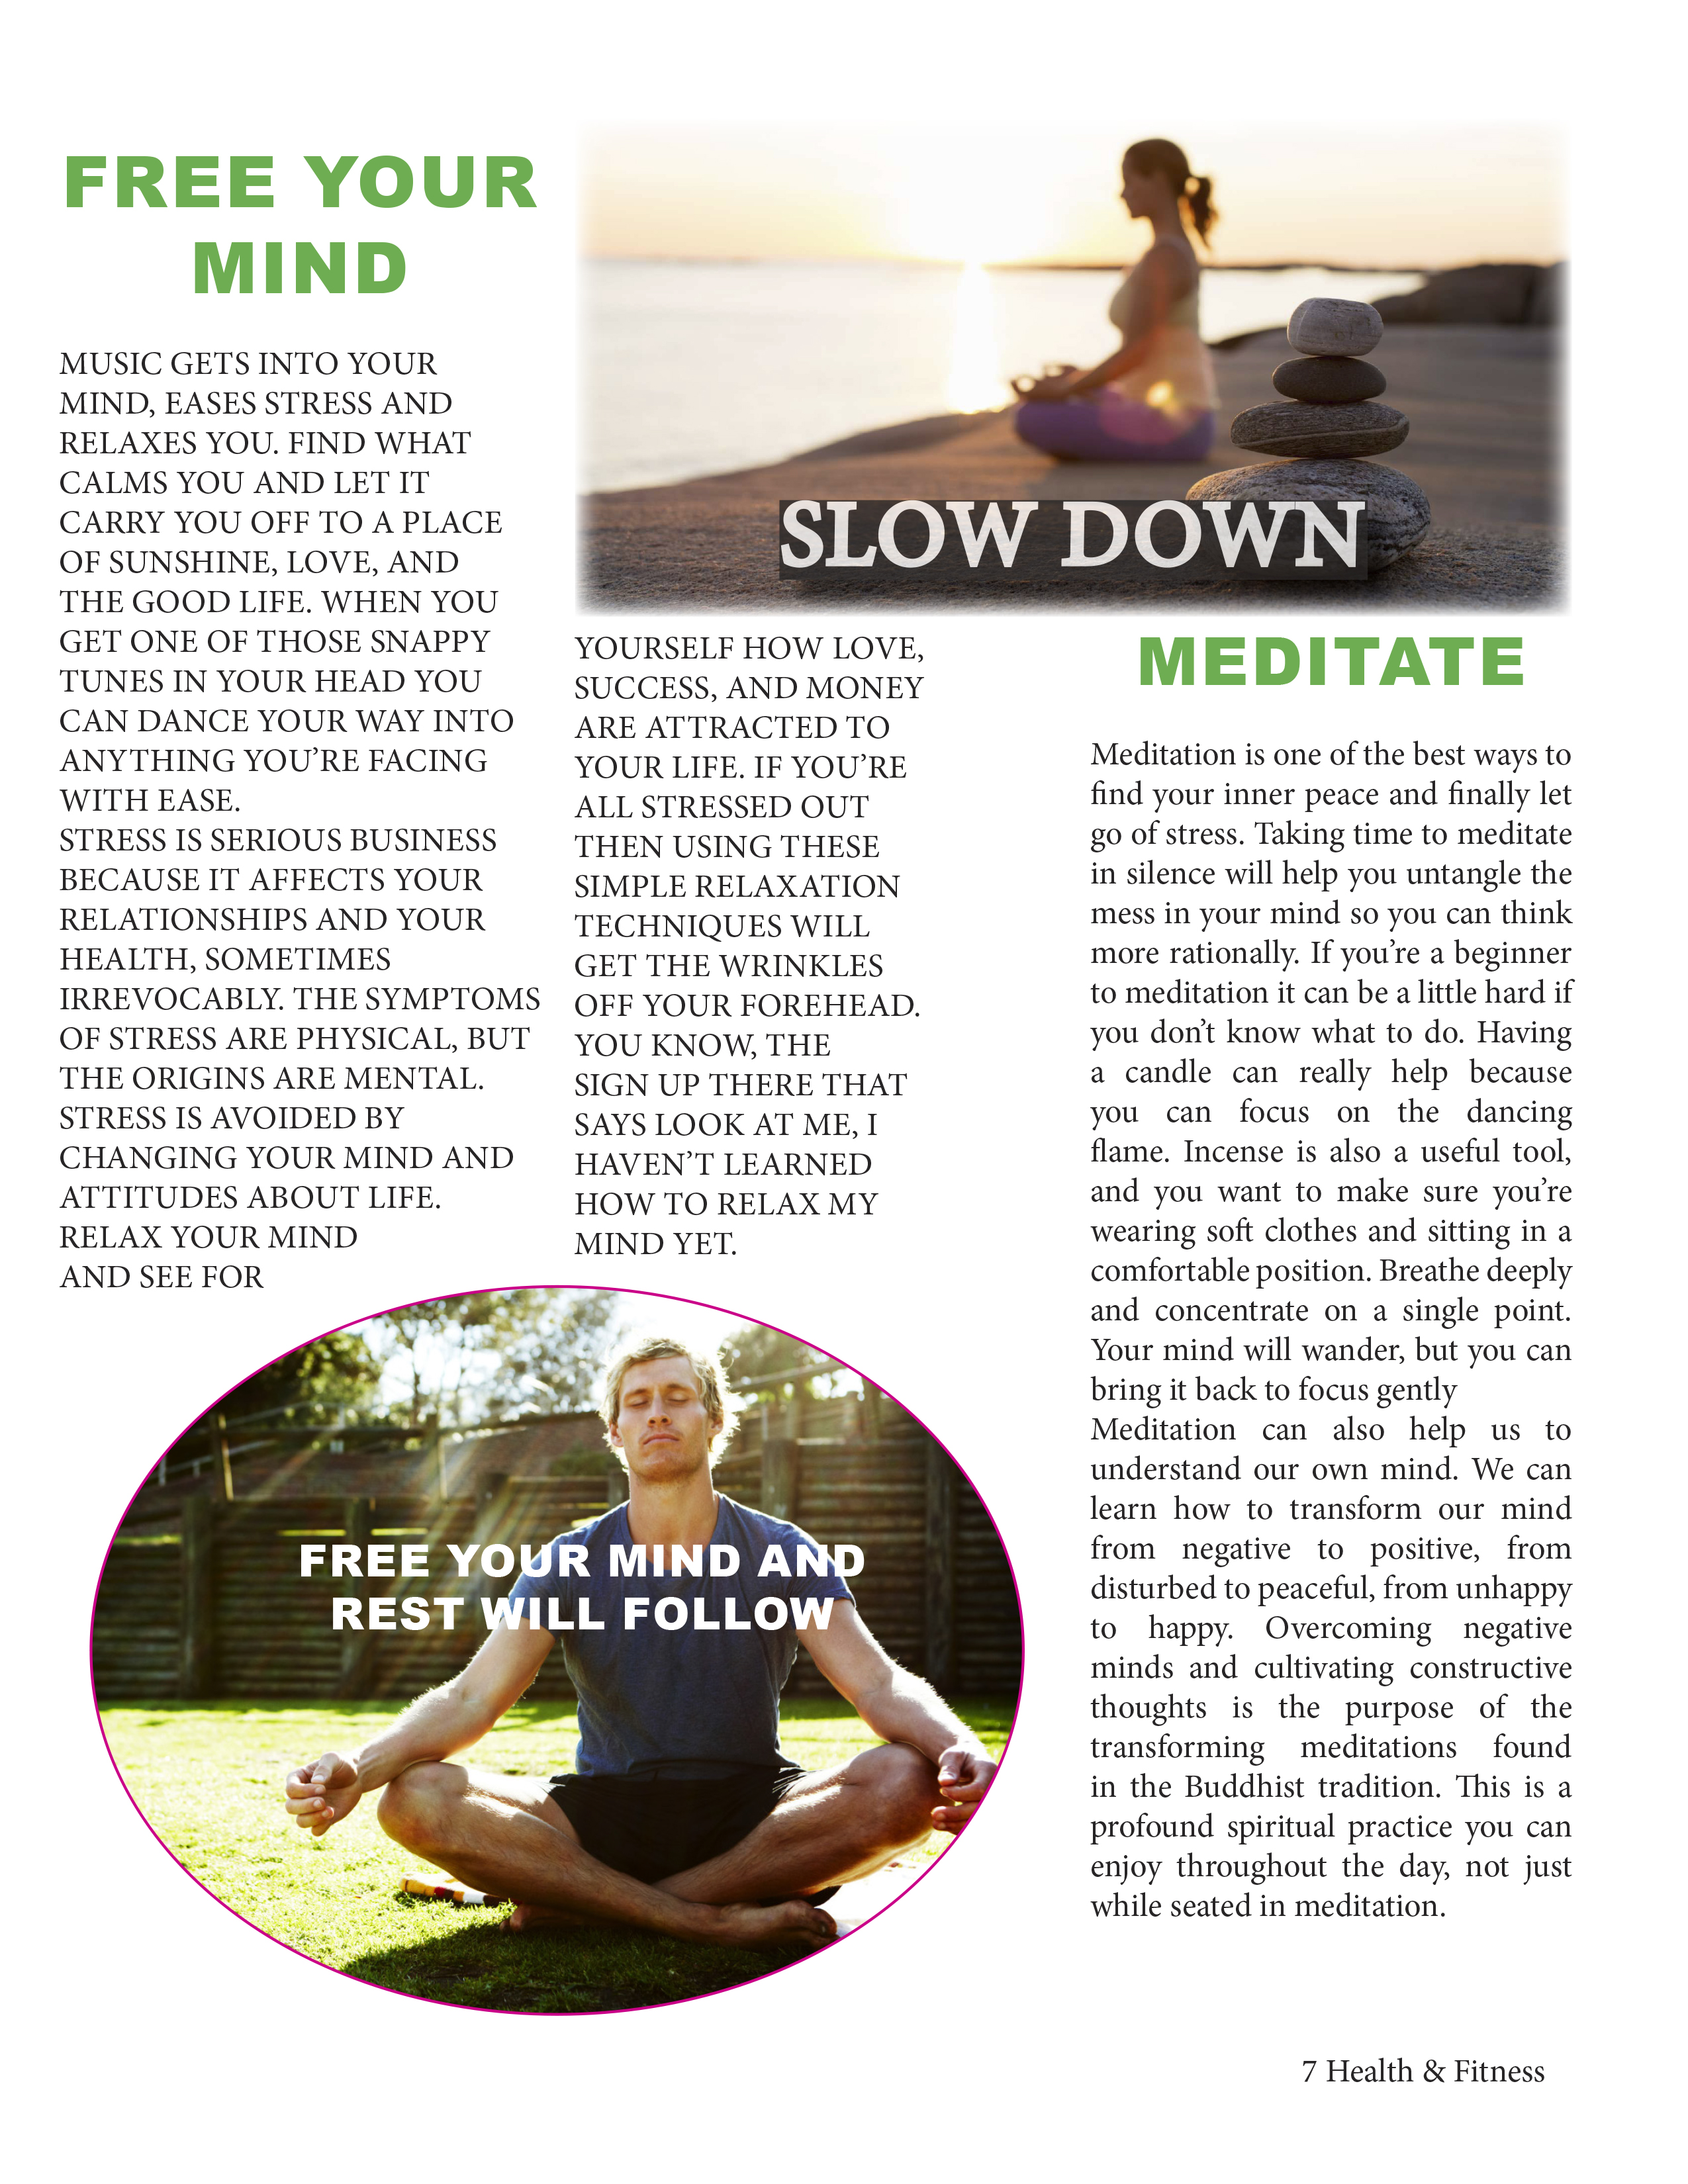 FREE YOUR
MIND
MUSIC GETS INTO YOUR
MIND, EASES STRESS AND
RELAXES YOU. FIND WHAT
CALMS YOU AND LET IT
CARRY YOU OFF TO A PLACE
OF SUNSHINE, LOVE, AND
THE GOOD LIFE. WHEN YOU
GET ONE OF THOSE SNAPPY
TUNES IN YOUR HEAD YOU
CAN DANCE YOUR WAY INTO
ANYTHING YOU’RE FACING
WITH EASE.
STRESS IS SERIOUS BUSINESS
BECAUSE IT AFFECTS YOUR
RELATIONSHIPS AND YOUR
HEALTH, SOMETIMES
IRREVOCABLY. THE SYMPTOMS
OF STRESS ARE PHYSICAL, BUT
THE ORIGINS ARE MENTAL.
STRESS IS AVOIDED BY
CHANGING YOUR MIND AND
ATTITUDES ABOUT LIFE.
RELAX YOUR MIND
AND SEE FOR
SLOW DOWN
YOURSELF HOW LOVE,
SUCCESS, AND MONEY
ARE ATTRACTED TO
YOUR LIFE. IF YOU’RE
ALL STRESSED OUT
THEN USING THESE
SIMPLE RELAXATION
TECHNIQUES WILL
GET THE WRINKLES
OFF YOUR FOREHEAD.
YOU KNOW, THE
SIGN UP THERE THAT
SAYS LOOK AT ME, I
HAVEN’T LEARNED
HOW TO RELAX MY
MIND YET.
FREE YOUR MIND AND
REST WILL FOLLOW
MEDITATE
Meditation is one of the best ways to
find your inner peace and finally let
go of stress. Taking time to meditate
in silence will help you untangle the
mess in your mind so you can think
more rationally. If you’re a beginner
to meditation it can be a little hard if
you don’t know what to do. Having
a candle can really help because
you can focus on the dancing
flame. Incense is also a useful tool,
and you want to make sure you’re
wearing soft clothes and sitting in a
comfortable position. Breathe deeply
and concentrate on a single point.
Your mind will wander, but you can
bring it back to focus gently
Meditation can also help us to
understand our own mind. We can
learn how to transform our mind
from negative to positive, from
disturbed to peaceful, from unhappy
to happy. Overcoming negative
minds and cultivating constructive
thoughts is the purpose of the
transforming meditations found
in the Buddhist tradition. This is a
profound spiritual practice you can
enjoy throughout the day, not just
while seated in meditation.
7 Health & Fitness